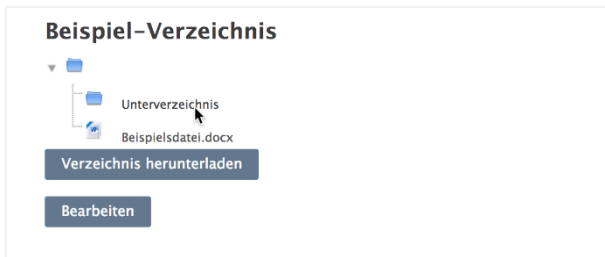 Beispiel-Verzeichnis
Unterverzeichnis
Beispielsdatei.docx
Verzeichnis herunterladen
Bearbeiten